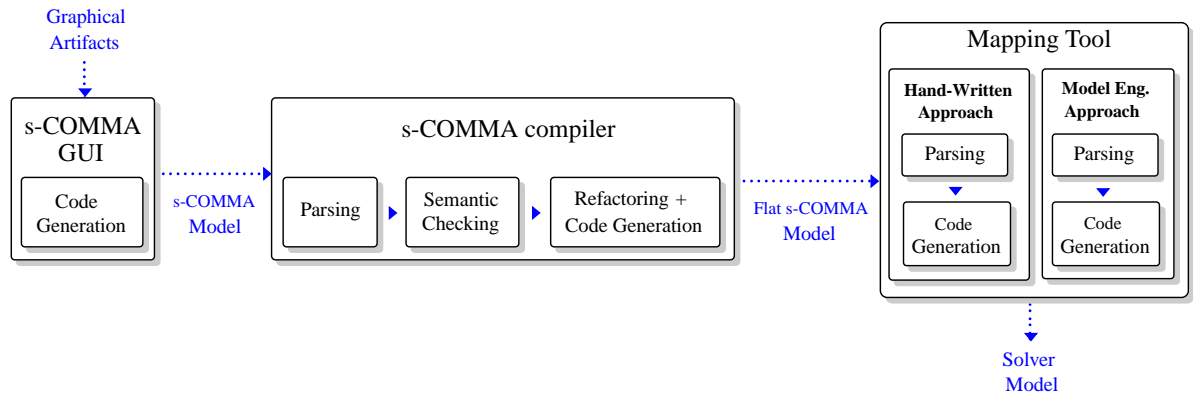 Graphical
Artifacts
s-COMMA
GUI
Code
Generation
s-COMMA
Model
s-COMMA compiler
Parsing
Semantic
Checking
Refactoring +
Code Generation
Flat s-COMMA
Model
Mapping Tool
Hand-Written
Approach
Parsing
Code
Generation
Model Eng.
Approach
Parsing
Code
Generation
Solver
Model